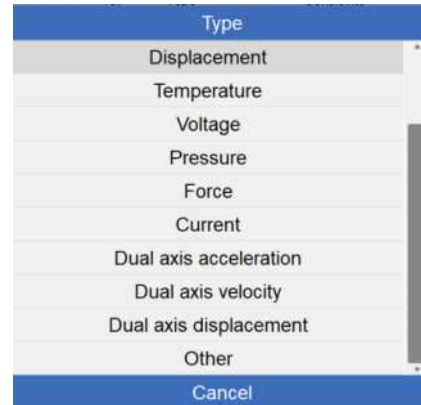 Type
Displacement
Temperature
Voltage
Pressure
Force
Current
Dual axis acceleration
Dual axis velocity
Dual axis displacement
Other
Cancel